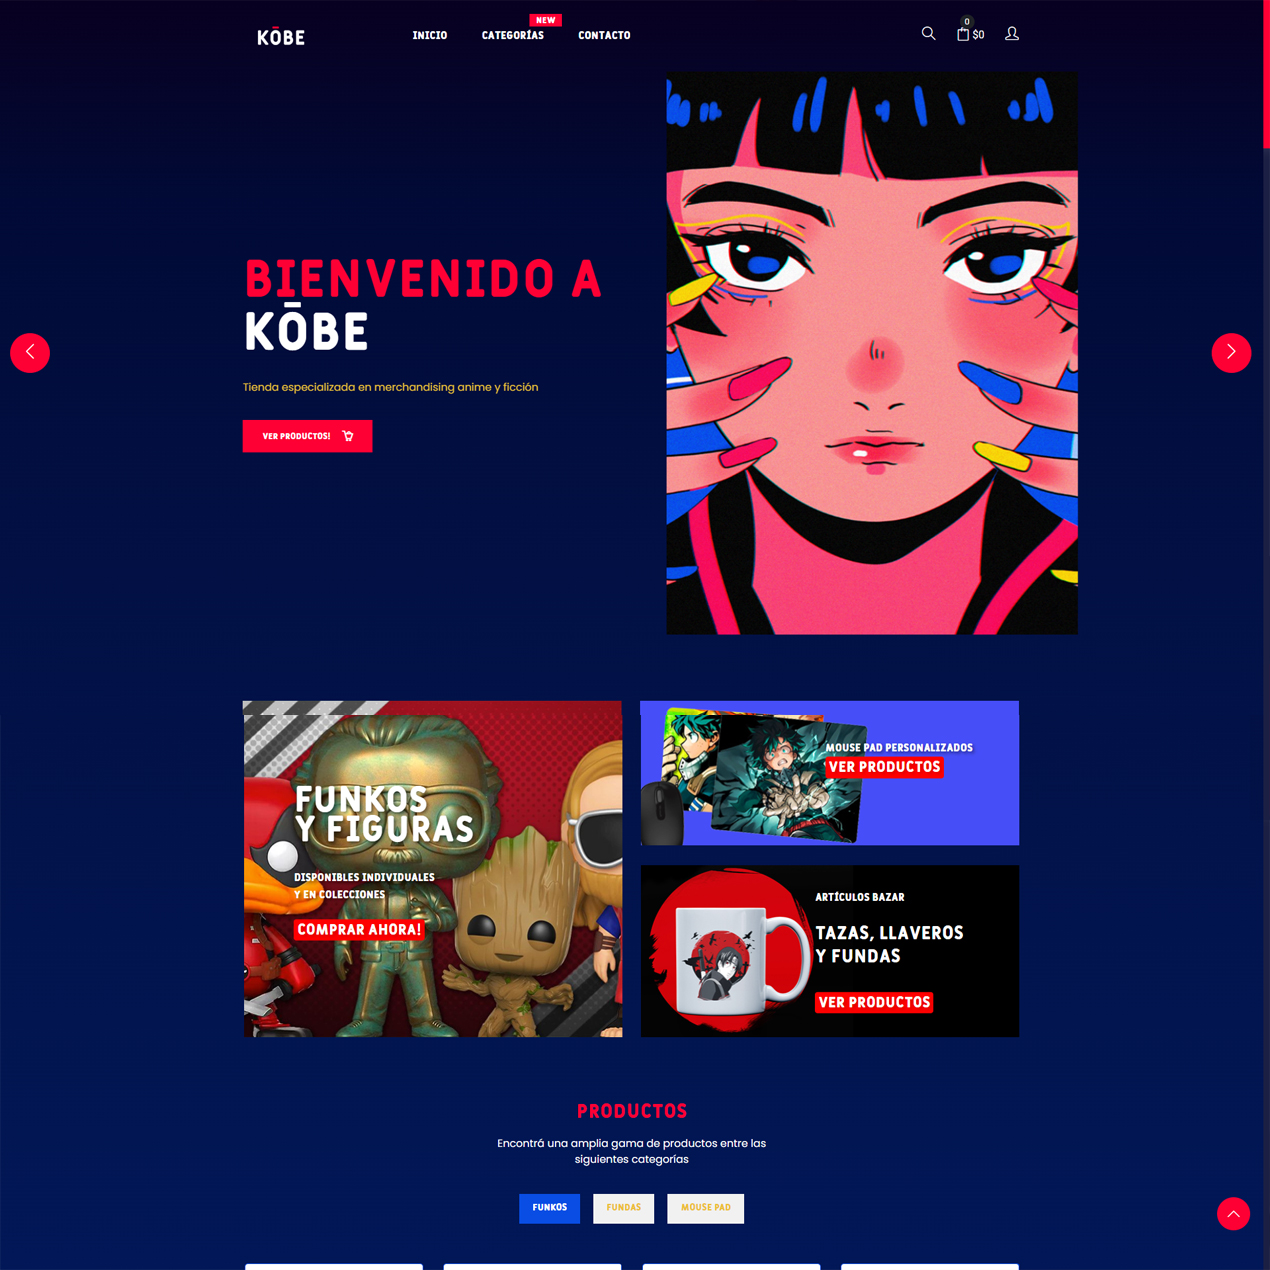 KŌBE
INICIO
NEW
CATEGORÍAS
CONTACTO
0
$0
BIENVENIDO A
KŌBE
Tienda especializada en merchandising anime y ficción
VER PRODUCTOS!
FUNKOS
Y FIGURAS
DISPONIBLES INDIVIDUALES
Y EN COLECCIONES
COMPRAR AHORA!
MOUSE PAD PERSONALIZADOS
VER PRODUCTOS
ARTÍCULOS BAZAR
TAZAS, LLAVEROS
Y FUNDAS
VER PRODUCTOS
PRODUCTOS
Encontrá una amplia gama de productos entre las
siguientes categorías
FUNKOS
FUNDAS
MOUSE PAD